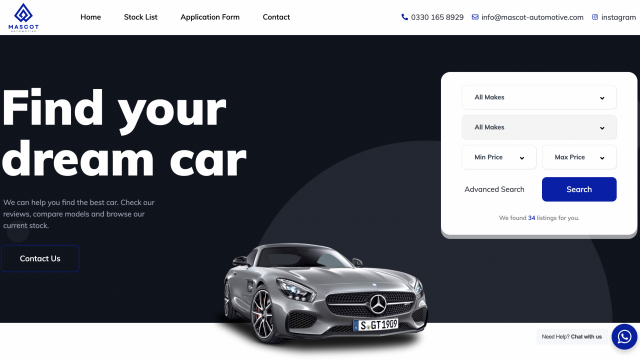 MASCOT
AUTOMOTIVE
Home
Stock List
Application Form
Contact
0330 165 8929
info@mascot-automotive.com
instagram
Find your
dream car
We can help you find the best car. Check our
reviews, compare models and browse our
current stock.
Contact Us
All Makes
All Makes
Min Price
Max Price
Advanced Search
Search
We found 34 listings for you.
S GT1909
Need Help? Chat with us